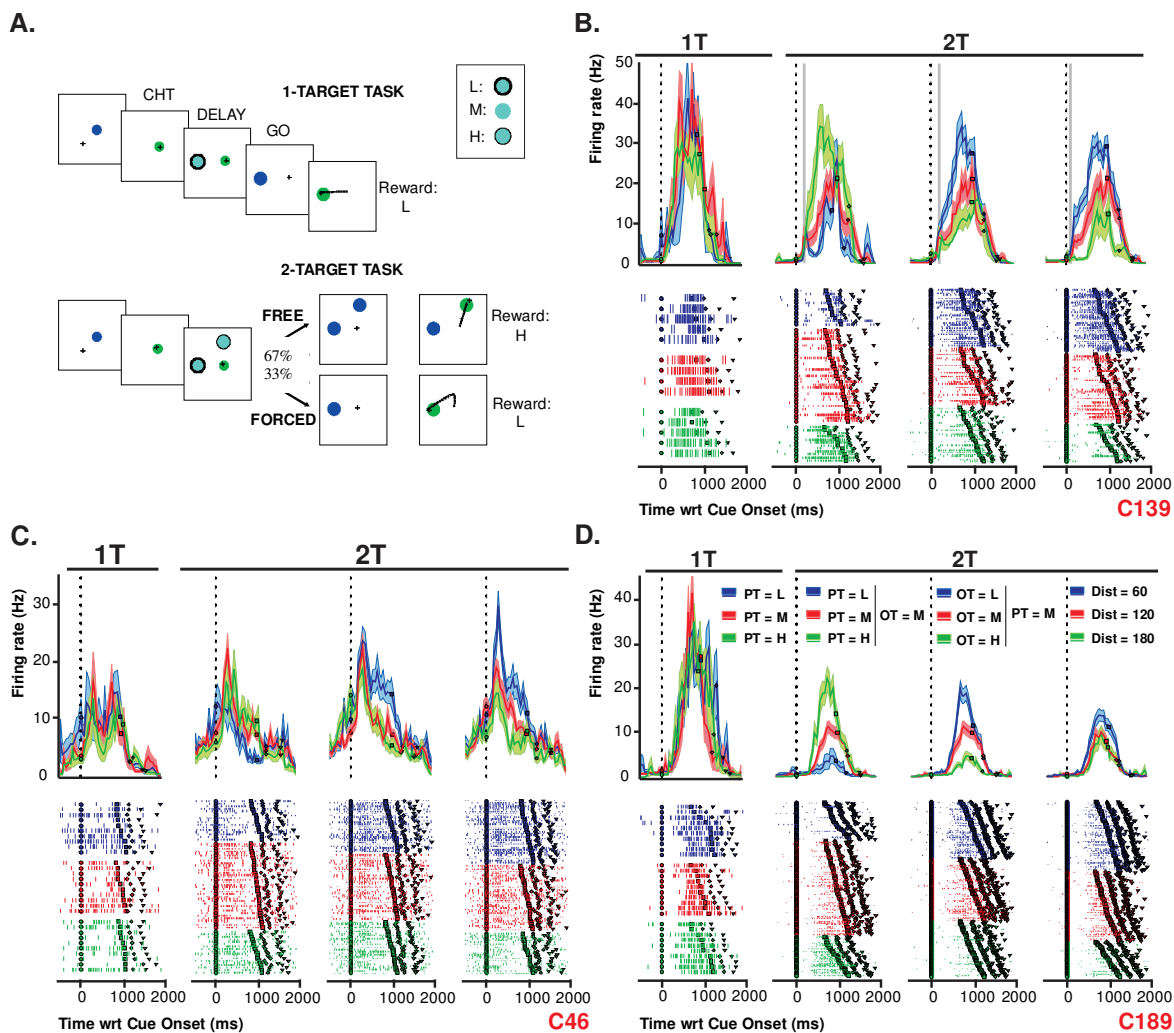 A.
CHT
DELAY
GO
1-TARGET TASK
L:
M:
H:
Reward:
L
2-TARGET TASK
FREE
67%
33%
FORCED
Reward:
H
Reward:
L
B.
1T
2T
Firing rate (Hz)
50
40
30
20
10
0
0 1000 2000
0 1000 2000
0 1000 2000
0 1000 2000
Time wrt Cue Onset (ms)
C139
C.
1T
2T
Firing rate (Hz)
30
20
10
0
0 1000 2000
0 1000 2000
0 1000 2000
0 1000 2000
Time wrt Cue Onset (ms)
C46
D.
1T
2T
Firing rate (Hz)
40
30
20
10
0
PT = L
PT = M
PT = H
PT = L
PT = M
PT = H
OT = M
OT = L
OT = M
OT = H
PT = M
Dist = 60
Dist = 120
Dist = 180
0 1000 2000
0 1000 2000
0 1000 2000
0 1000 2000
Time wrt Cue Onset (ms)
C189